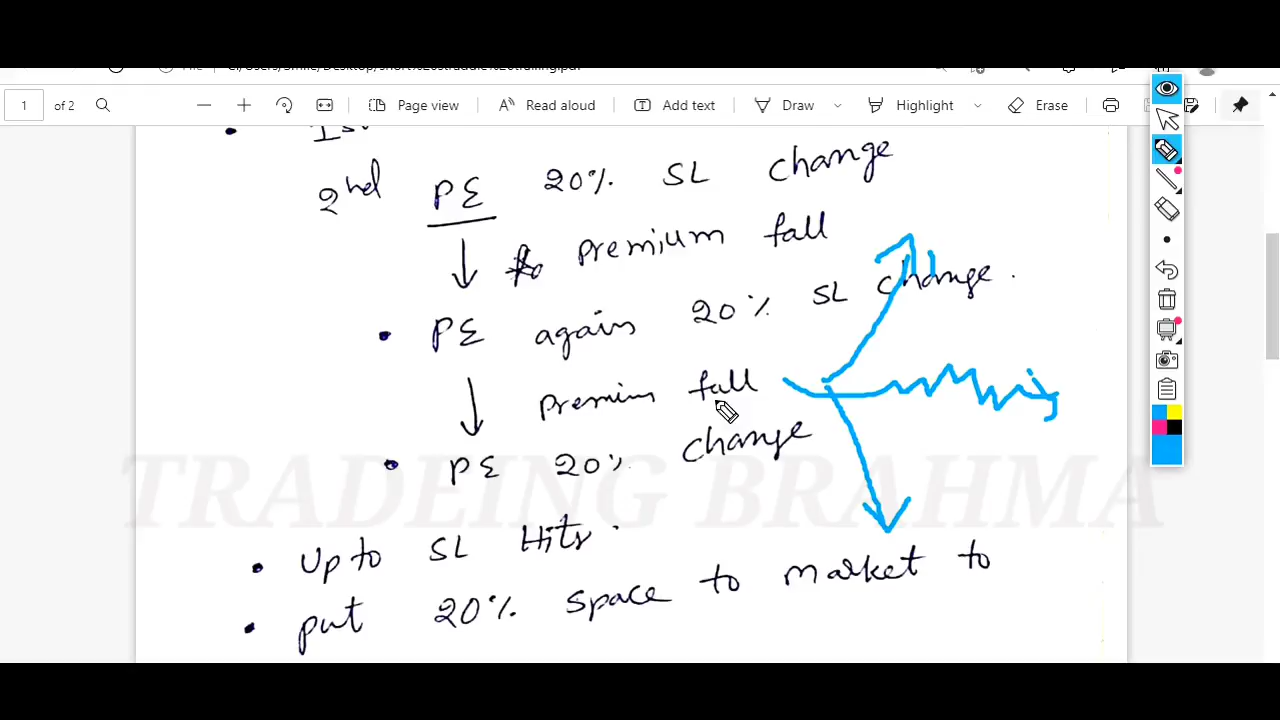 1 of 2 Page view Read aloud Add text Draw Highlight Erase
2nd PE 20% SL change
premium fall
PE again 20% SL change.
premium fall
PE 20% change
TRADEING BRAHMA
Up to SL Hits.
put 20% space to market to